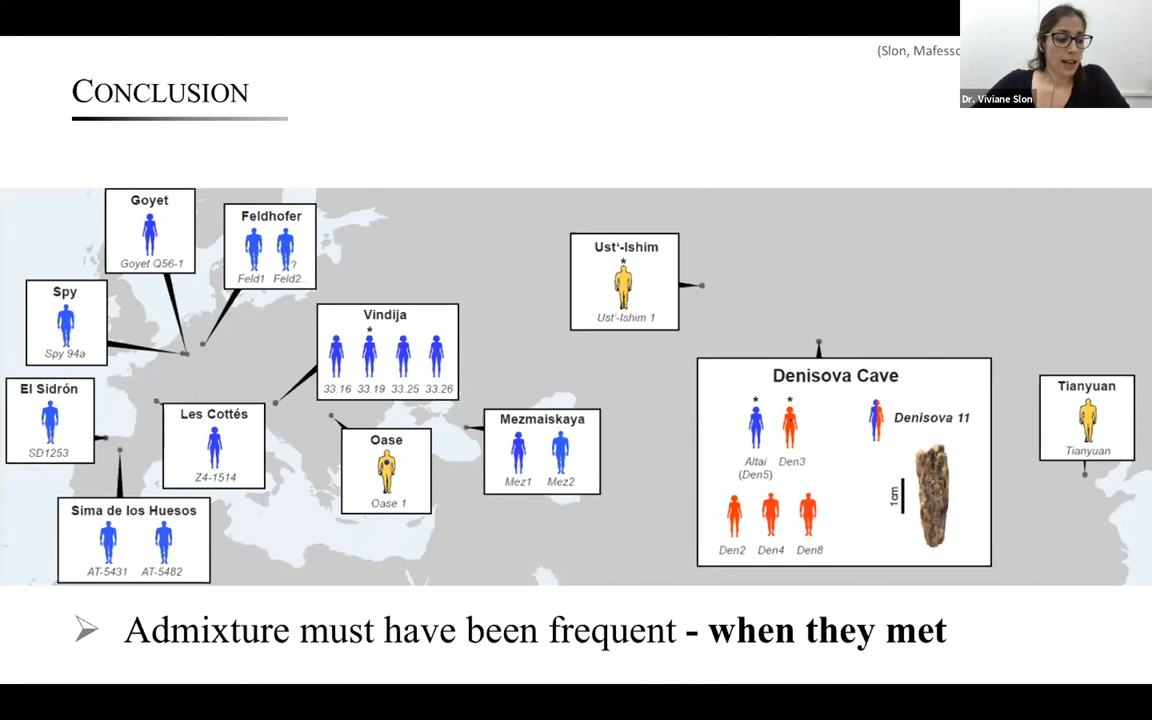 (Slon, Mafesso
Dr. Viviane Slon
CONCLUSION
Goyet
Goyet Q56-1
Feldhofer
?
Feld1 Feld2
Spy
Spy 94a
Vindija
*
33.16 33.19 33.25 33.26
Ust'-Ishim
*
Ust'-Ishim 1
El Sidrón
SD1253
Les Cottés
Z4-1514
Oase
Oase 1
Mezmaiskaya
Mez1 Mez2
Sima de los Huesos
AT-5431 AT-5482
Denisova Cave
* *
Denisova 11
Altai Den3
(Den5)
1cm
Den2 Den4 Den8
Tianyuan
Tianyuan
➢ Admixture must have been frequent - when they met